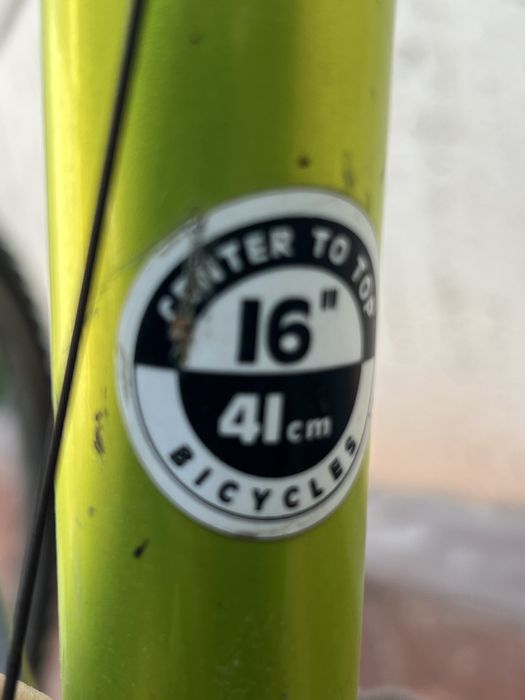 CENTER TO TOP
16"
41cm
BICYCLES